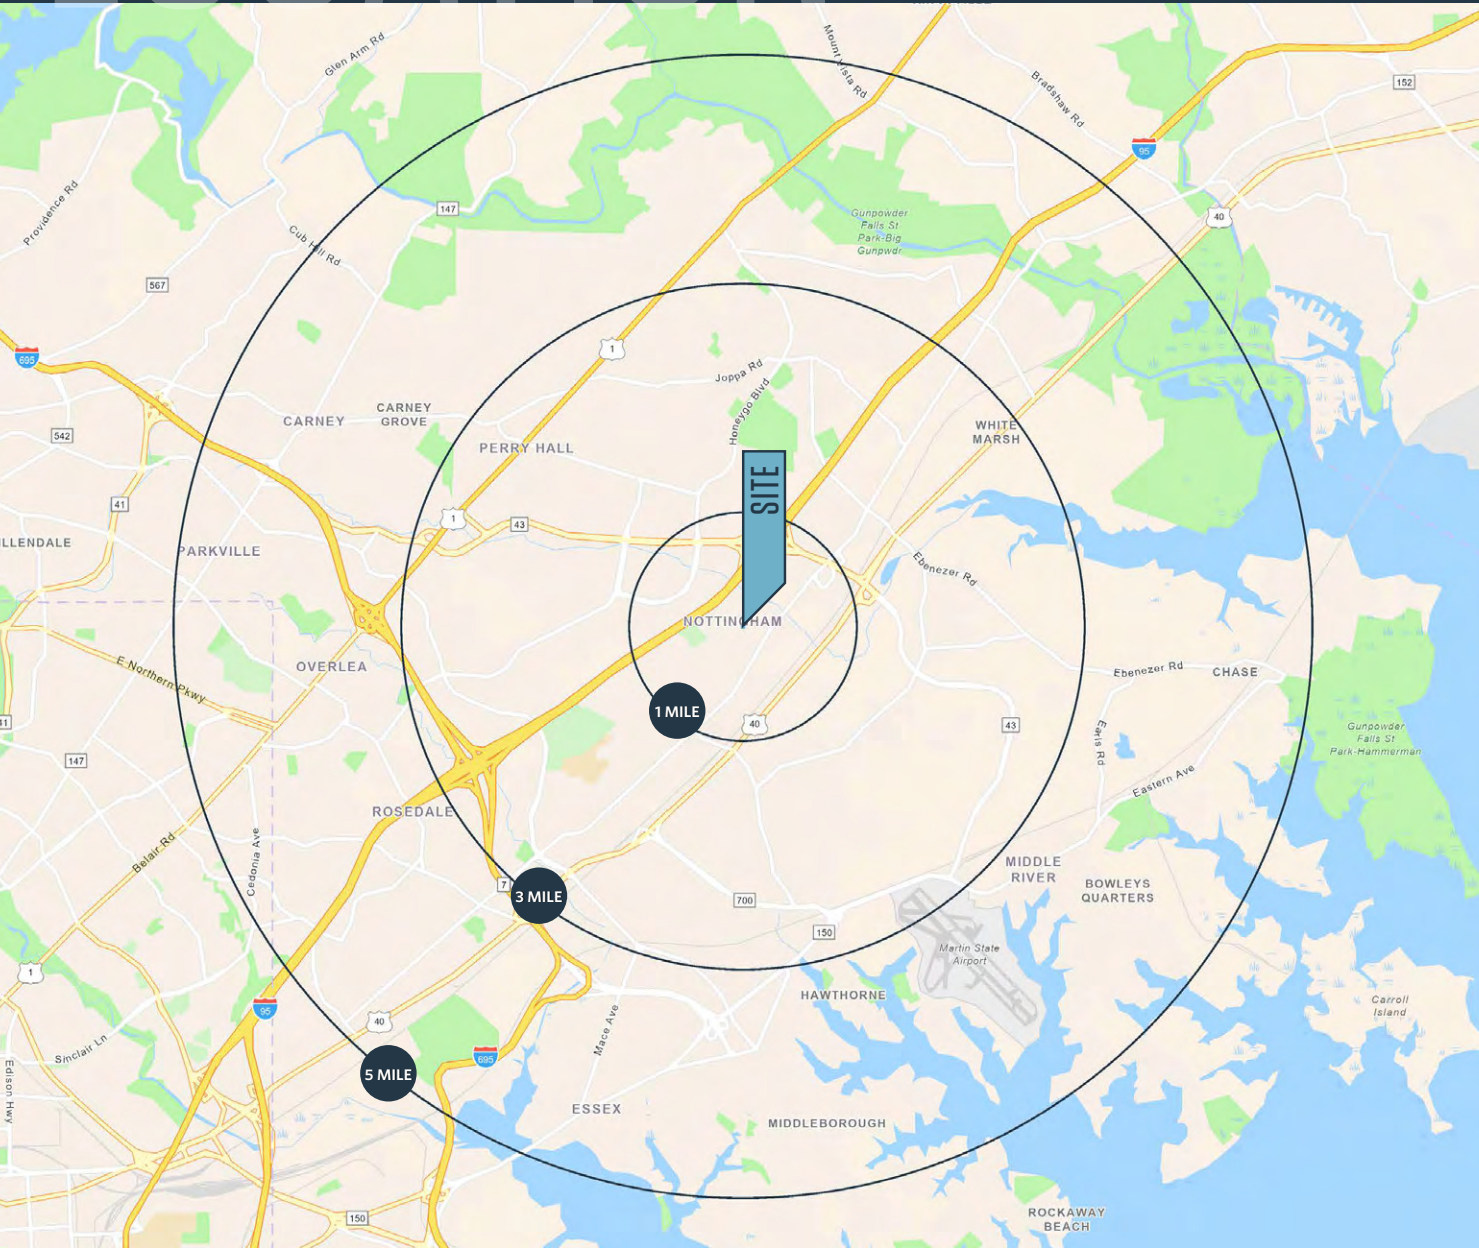 Glen Arm Rd
Mount Vista Rd
Bradshaw Rd
152
95
Providence Rd
147
40
Gunpowder
Falls St
Park-Big
Gunpwdr
Cub Hill Rd
567
695
1
Joppa Rd
Honeygo Blvd
CARNEY
CARNEY
GROVE
542
PERRY HALL
WHITE
MARSH
SITE
41
1
43
LLENDALE
PARKVILLE
Ebenezer Rd
NOTTINGHAM
OVERLEA
E Northern Pkwy
Ebenezer Rd
CHASE
1 MILE
41
40
43
Earls Rd
Gunpowder
Falls St
Park-Hammerman
147
Eastern Ave
ROSEDALE
Belair Rd
Cedonia Ave
MIDDLE
RIVER
7
3 MILE
BOWLEYS
QUARTERS
700
150
Martin State
Airport
1
HAWTHORNE
Carroll
Island
95
40
Mace Ave
Sinclair Ln
695
5 MILE
Edison Hwy
ESSEX
MIDDLEBOROUGH
150
ROCKAWAY
BEACH